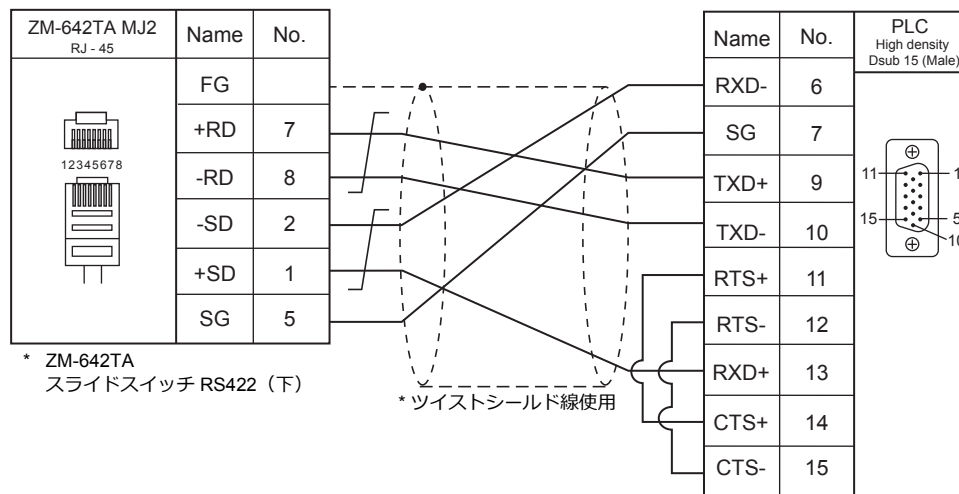 ZM-642TA MJ2
RJ - 45
Name No.
FG
+RD 7
-RD 8
-SD 2
+SD 1
SG 5
12345678
* ZM-642TA
スライドスイッチ RS422（下）
* ツイストシールド線使用
Name No.
RXD- 6
SG 7
TXD+ 9
TXD- 10
RTS+ 11
RTS- 12
RXD+ 13
CTS+ 14
CTS- 15
PLC
High density
Dsub 15 (Male)
11 1
15 5
10